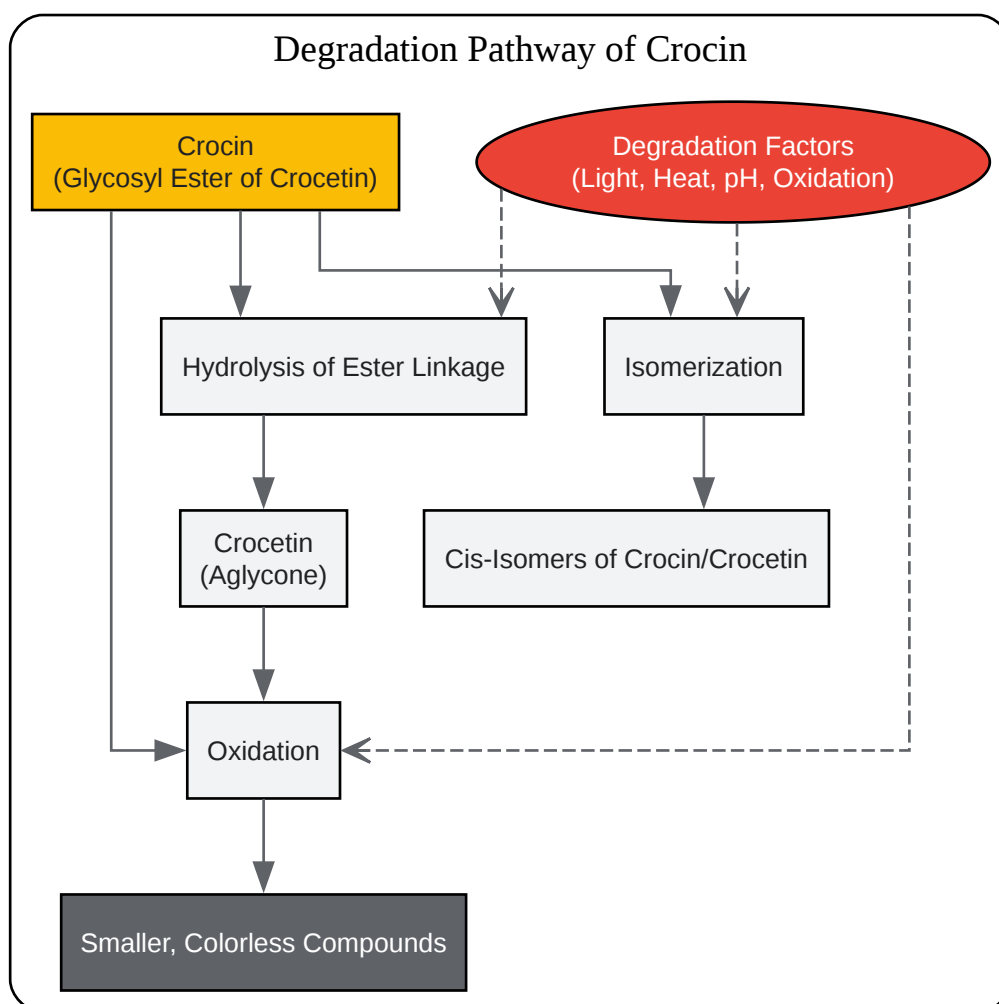 Degradation Pathway of Crocin
Crocin
(Glycosyl Ester of Crocetin)
Degradation Factors
(Light, Heat, pH, Oxidation)
Hydrolysis of Ester Linkage
Isomerization
Crocetin
(Aglycone)
Cis-Isomers of Crocin/Crocetin
Oxidation
Smaller, Colorless Compounds